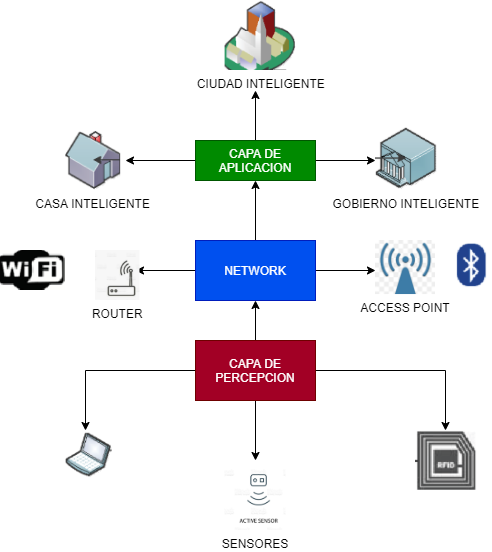 CIUDAD INTELIGENTE
CAPA DE
APLICACION
CASA INTELIGENTE
GOBIERNO INTELIGENTE
WiFi
NETWORK
ROUTER
ACCESS POINT
CAPA DE
PERCEPCION
RFID
ACTIVE SENSOR
SENSORES